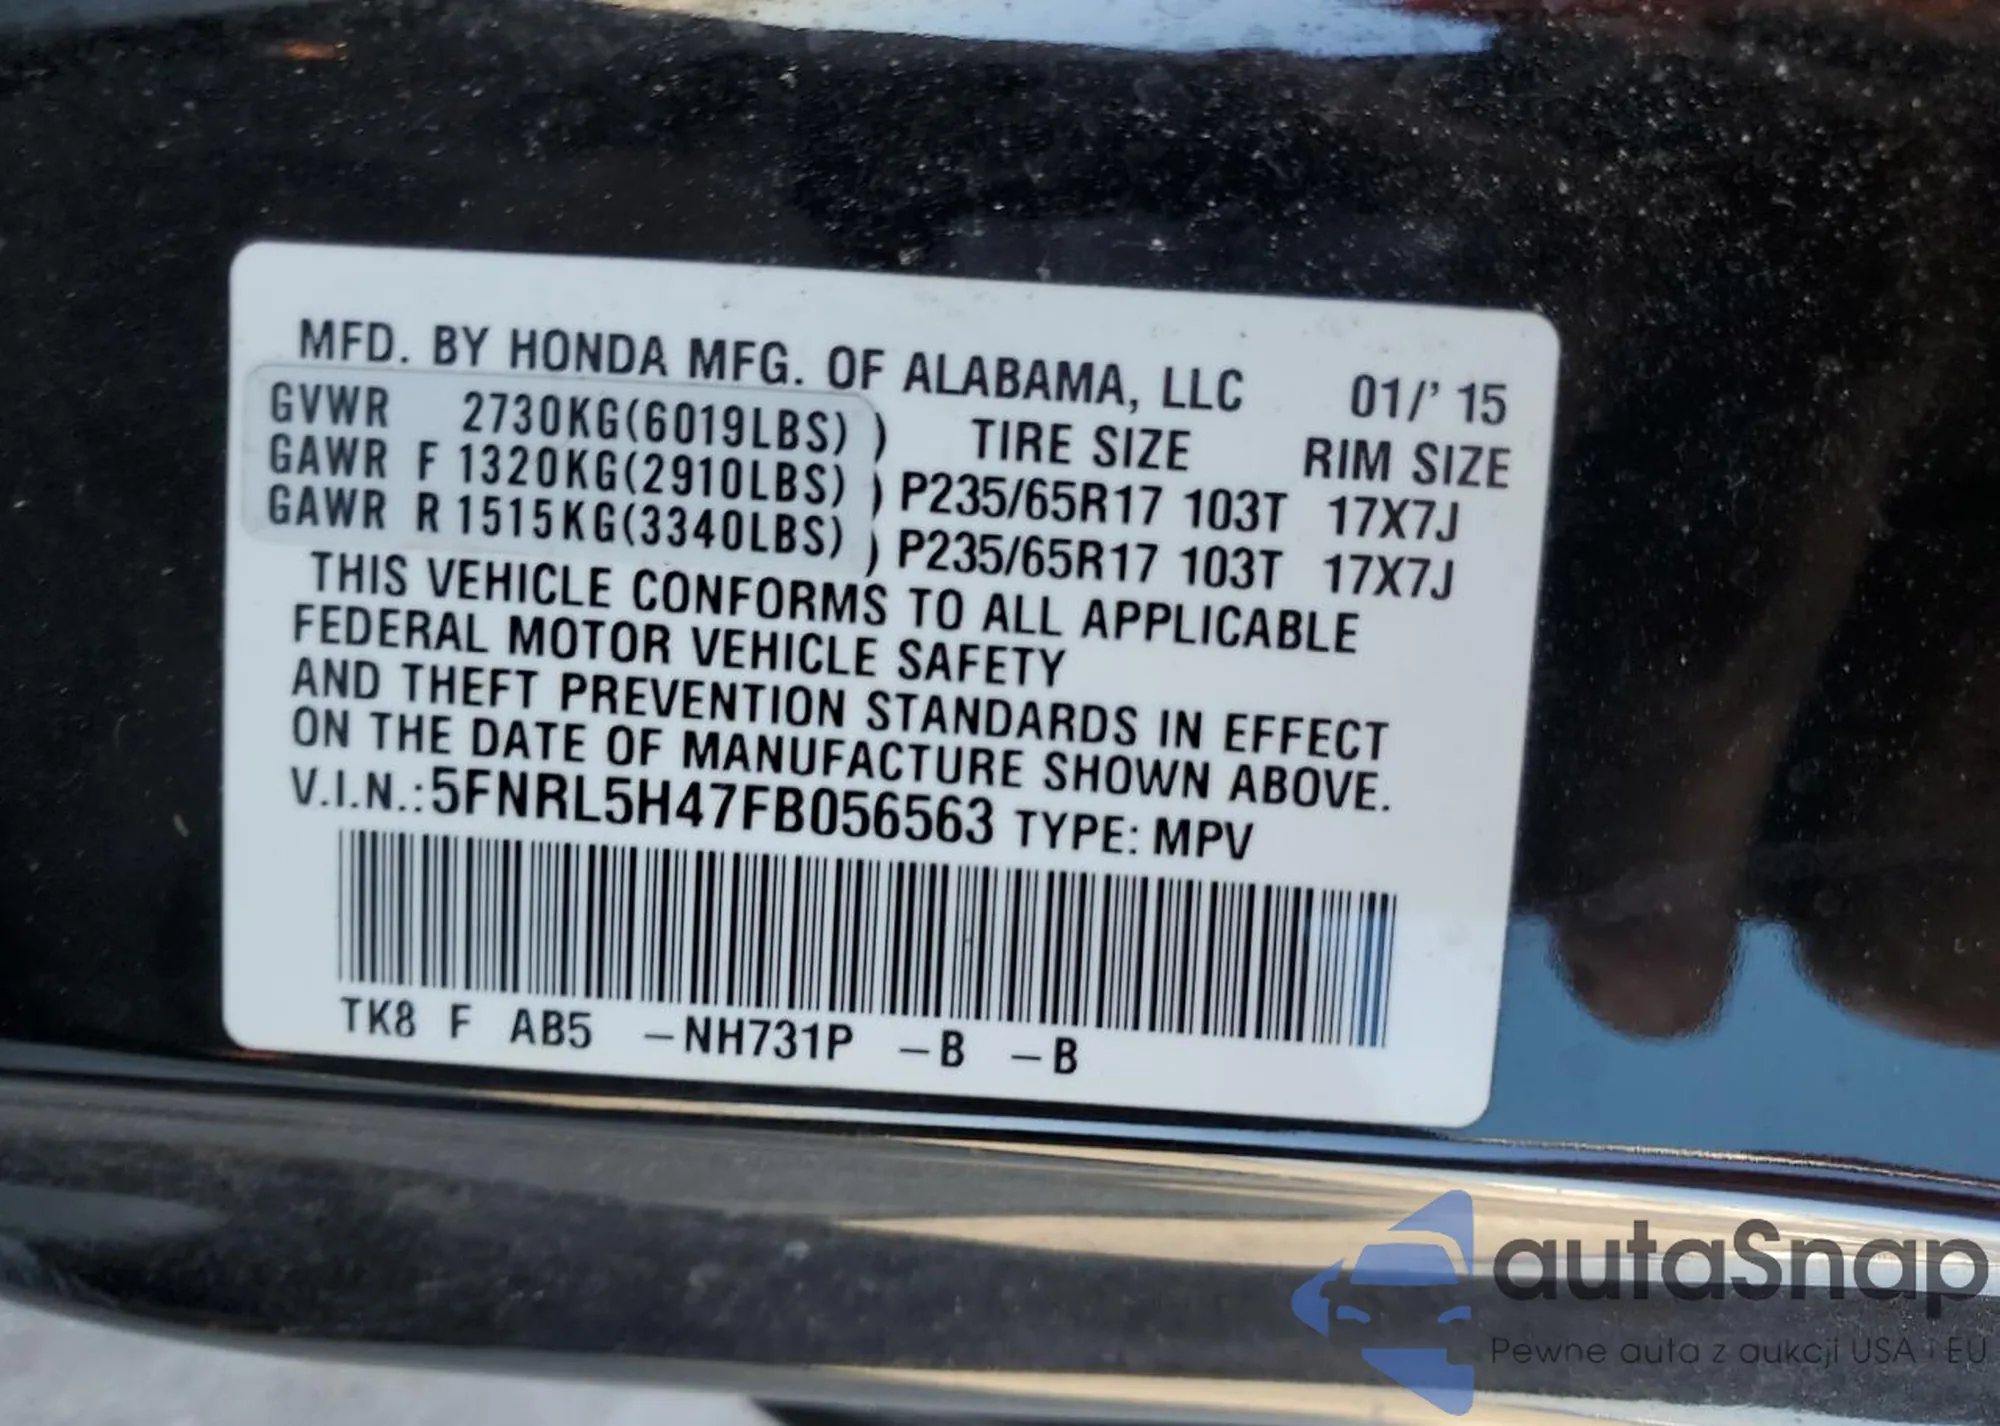 MFD. BY HONDA MFG. OF ALABAMA, LLC 01/' 15
GVWR 2730KG(6019LBS) ) TIRE SIZE RIM SIZE
GAWR F 1320KG(2910LBS) ) P235/65R17 103T 17X7J
GAWR R 1515KG(3340LBS) ) P235/65R17 103T 17X7J
THIS VEHICLE CONFORMS TO ALL APPLICABLE
FEDERAL MOTOR VEHICLE SAFETY
AND THEFT PREVENTION STANDARDS IN EFFECT
ON THE DATE OF MANUFACTURE SHOWN ABOVE.
V.I.N.:5FNRL5H47FB056563 TYPE: MPV
TK8 F AB5 -NH731P -B -B
autaSnap
Pewne auta z aukcji USA i EU